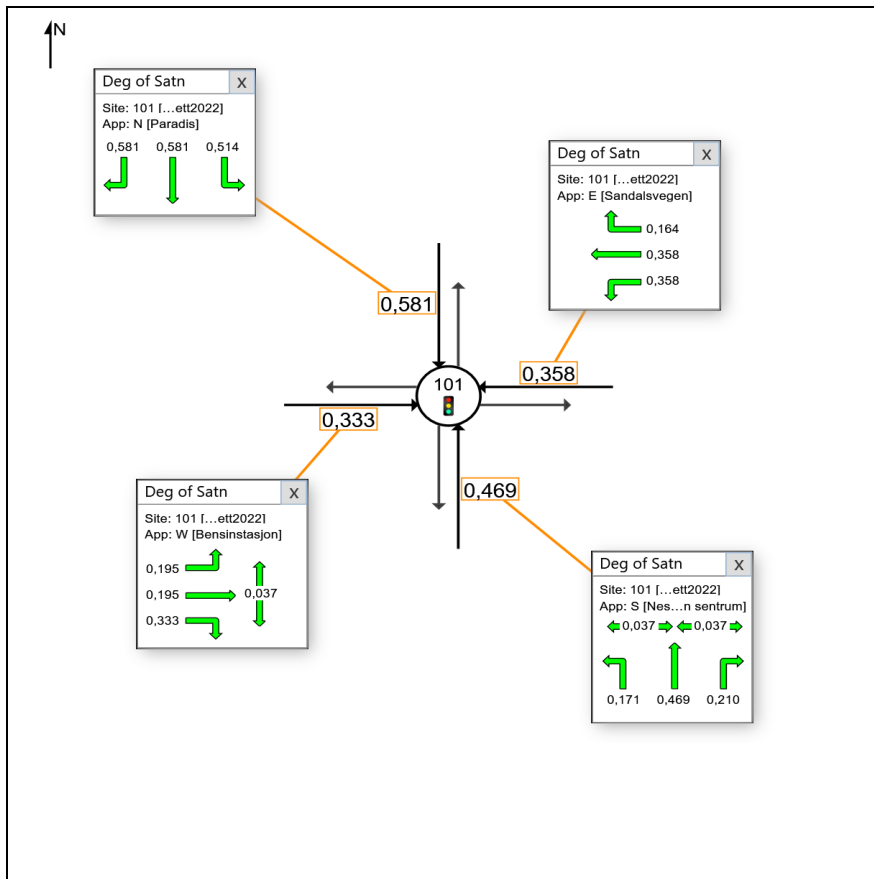 N
Deg of Satn X
Site: 101 [...ett2022]
App: N [Paradis]
0,581 0,581 0,514
Deg of Satn X
Site: 101 [...ett2022]
App: E [Sandalsvegen]
0,164
0,358
0,358
0,581
101
0,358
0,333
0,469
Deg of Satn X
Site: 101 [...ett2022]
App: W [Bensinstasjon]
0,195
0,195 0,037
0,333
Deg of Satn X
Site: 101 [...ett2022]
App: S [Nes...n sentrum]
0,037 0,037
0,171 0,469 0,210